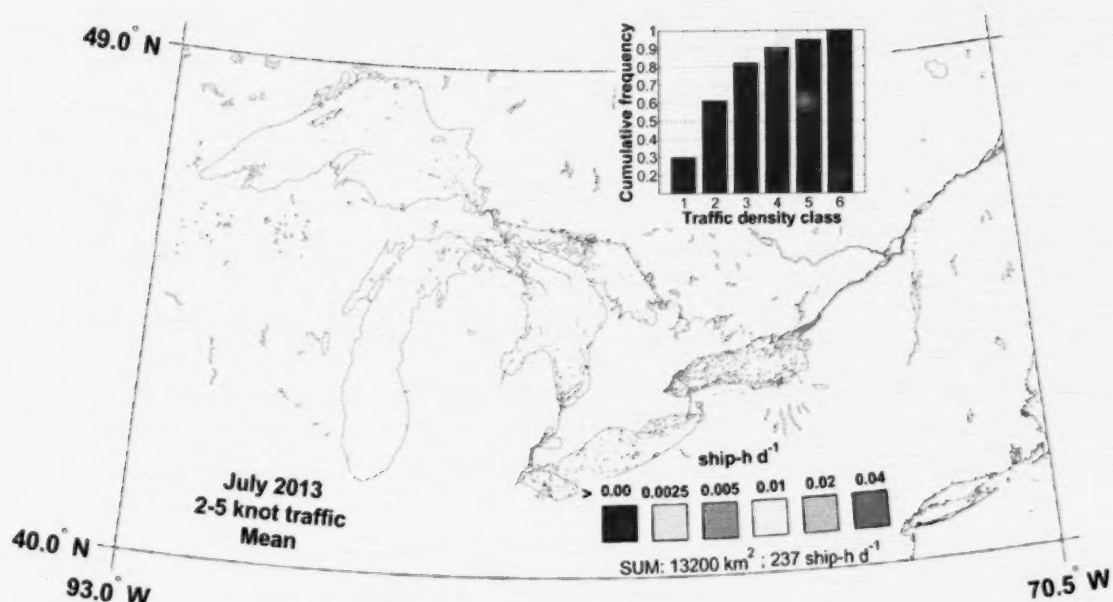 49.0° N
Cumulative frequency
1
0.9
0.8
0.7
0.6
0.5
0.4
0.3
0.2
1 2 3 4 5 6
Traffic density class
July 2013
2-5 knot traffic
Mean
ship-h d⁻¹
> 0.00 0.0025 0.005 0.01 0.02 0.04
SUM: 13200 km² : 237 ship-h d⁻¹
40.0° N
93.0° W
70.5° W